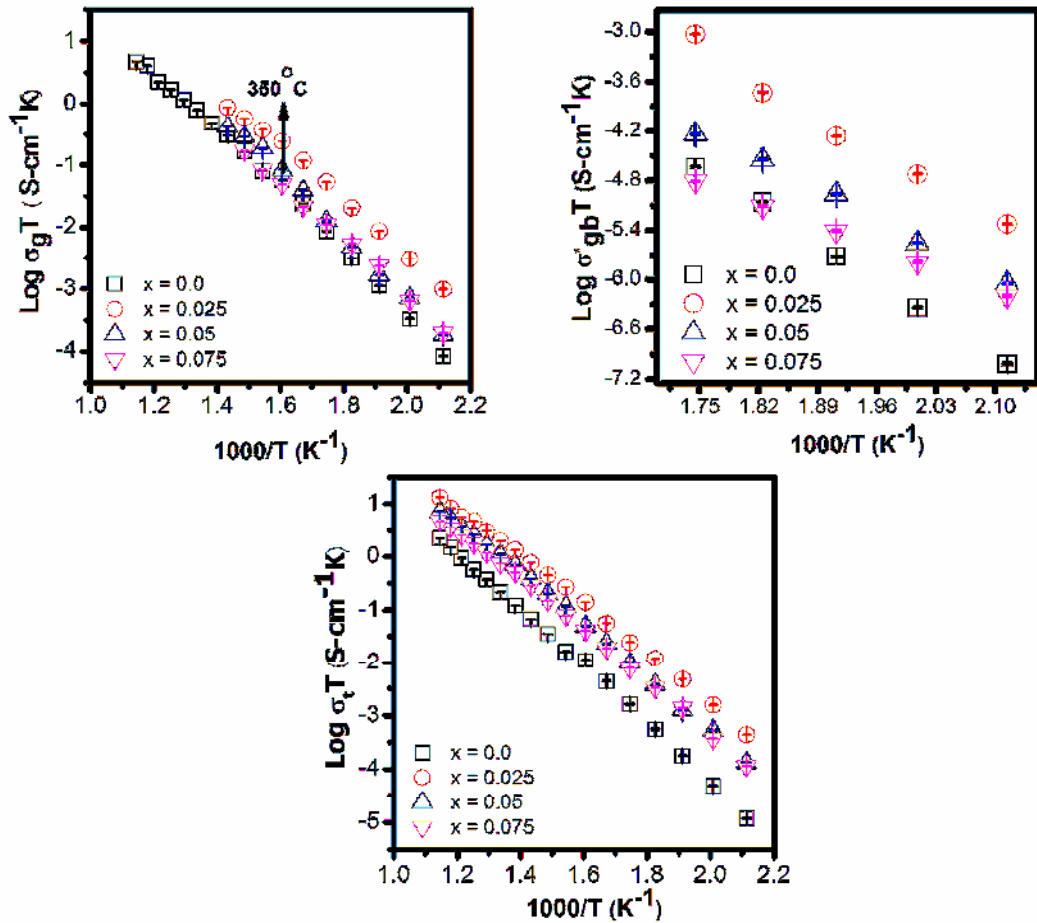 1
0
-1
-2
-3
-4
Log σgT ( S-cm⁻¹K)
350 ° C
x = 0.0
x = 0.025
x = 0.05
x = 0.075
1.0 1.2 1.4 1.6 1.8 2.0 2.2
1000/T (K⁻¹)
-3.0
-3.6
-4.2
-4.8
-5.4
-6.0
-6.6
-7.2
Log σ'gbT (S-cm⁻¹K)
x = 0.0
x = 0.025
x = 0.05
x = 0.075
1.75 1.82 1.89 1.96 2.03 2.10
1000/T (K⁻¹)
1
0
-1
-2
-3
-4
-5
Log σtT (S-cm⁻¹K)
x = 0.0
x = 0.025
x = 0.05
x = 0.075
1.0 1.2 1.4 1.6 1.8 2.0 2.2
1000/T (K⁻¹)